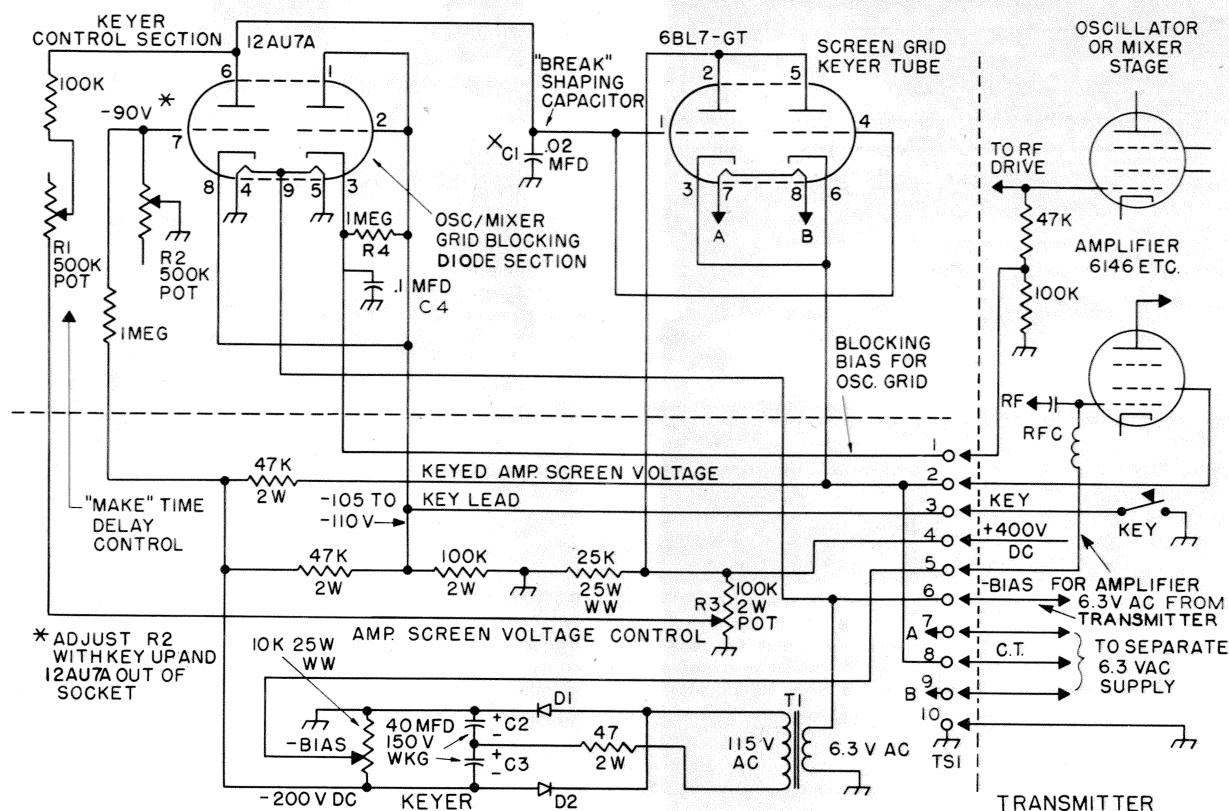 KEYER
CONTROL SECTION
12AU7A
6
1
100K
-90V *
7
2
8
4
9
5
3
R1
500K
POT
R2
500K
POT
1MEG
1MEG
R4
.1 MFD
C4
OSC/MIXER
GRID BLOCKING
DIODE SECTION
"BREAK"
SHAPING
CAPACITOR
X C1
.02
MFD
6BL7-GT
SCREEN GRID
KEYER TUBE
2
5
1
4
3
7
8
6
A
B
OSCILLATOR
OR MIXER
STAGE
TO RF
DRIVE
47K
100K
AMPLIFIER
6146 ETC.
BLOCKING
BIAS FOR
OSC. GRID
RF
RFC
"MAKE" TIME
DELAY
CONTROL
47K
2W
KEYED AMP. SCREEN VOLTAGE
-105 TO
-110V
KEY LEAD
47K
2W
100K
2W
25K
25W
WW
R3
100K
2W
POT
AMP. SCREEN VOLTAGE CONTROL
1
2
3
4
5
6
7
8
9
10
A
B
TS1
KEY
KEY
+400V
DC
-BIAS
FOR AMPLIFIER
6.3V AC FROM
TRANSMITTER
C.T.
TO SEPARATE
6.3 VAC
SUPPLY
* ADJUST R2
WITH KEY UP AND
12AU7A OUT OF
SOCKET
10K 25W
WW
-BIAS
40 MFD
150 V
WKG
+
-
C2
+
-
C3
D1
D2
47
2W
T1
115 V
AC
6.3 V AC
-200V DC
KEYER
TRANSMITTER